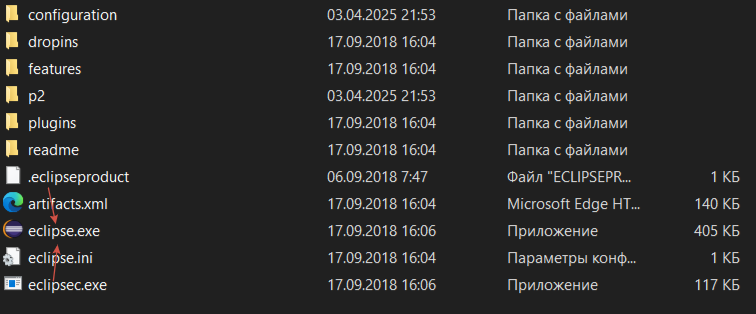 configuration 03.04.2025 21:53 Папка с файлами
dropins 17.09.2018 16:04 Папка с файлами
features 17.09.2018 16:04 Папка с файлами
p2 03.04.2025 21:53 Папка с файлами
plugins 17.09.2018 16:04 Папка с файлами
readme 17.09.2018 16:04 Папка с файлами
.eclipseproduct 06.09.2018 7:47 Файл "ECLIPSEPR... 1 КБ
artifacts.xml 17.09.2018 16:04 Microsoft Edge HT... 140 КБ
eclipse.exe 17.09.2018 16:06 Приложение 405 КБ
eclipse.ini 17.09.2018 16:04 Параметры конф... 1 КБ
eclipsec.exe 17.09.2018 16:06 Приложение 117 КБ